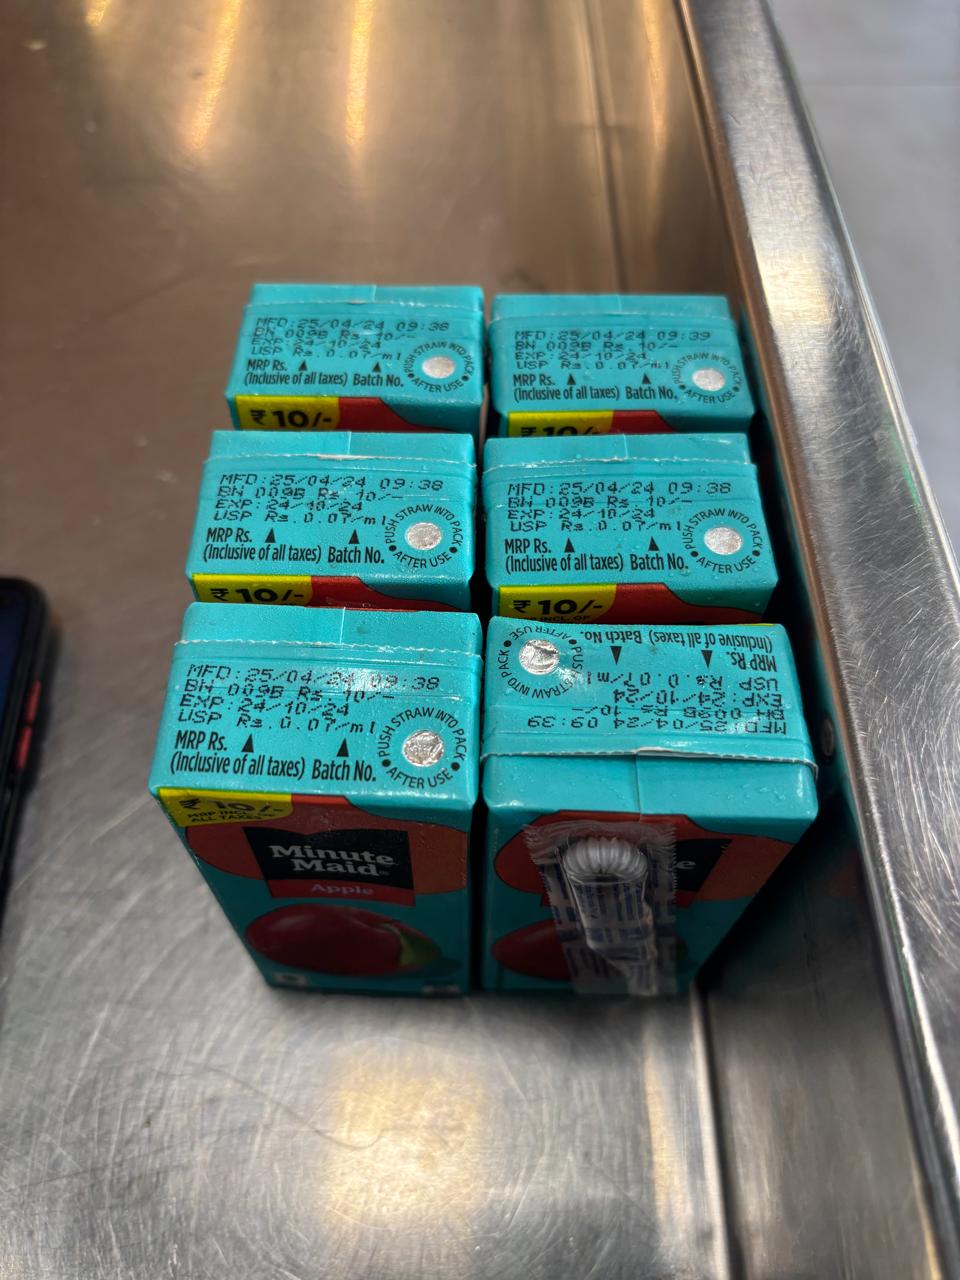 MFD:25/04/24 09:38
BN 009B Rs 10/-
EXP:24/10/24
USP Rs.0.07/ml
MRP Rs.
(Inclusive of all taxes) Batch No.
PUSH STRAW INTO PACK
AFTER USE
₹ 10/-
MFD:25/04/24 09:39
BN 009B Rs 10/-
EXP:24/10/24
USP Rs.0.07/ml
MRP Rs.
(Inclusive of all taxes) Batch No.
PUSH STRAW INTO PACK
AFTER USE
₹ 10/-
MFD:25/04/24 09:38
BN 009B Rs 10/-
EXP:24/10/24
USP Rs.0.07/ml
MRP Rs.
(Inclusive of all taxes) Batch No.
PUSH STRAW INTO PACK
AFTER USE
₹ 10/-
MFD:25/04/24 09:38
BN 009B Rs 10/-
EXP:24/10/24
USP Rs.0.07/ml
MRP Rs.
(Inclusive of all taxes) Batch No.
PUSH STRAW INTO PACK
AFTER USE
₹ 10/-
MFD:25/04/24 09:39
BN 009B Rs 10/-
EXP:24/10/24
USP Rs.0.07/ml
MRP Rs.
(Inclusive of all taxes) Batch No.
PUSH STRAW INTO PACK
AFTER USE
₹ 10/-
MRP INCL. OF
ALL TAXES
Minute
Maid®
Apple
MFD:25/04/24 09:39
BN 009B Rs 10/-
EXP:24/10/24
USP Rs.0.07/ml
MRP Rs.
(Inclusive of all taxes) Batch No.
PUSH STRAW INTO PACK
AFTER USE